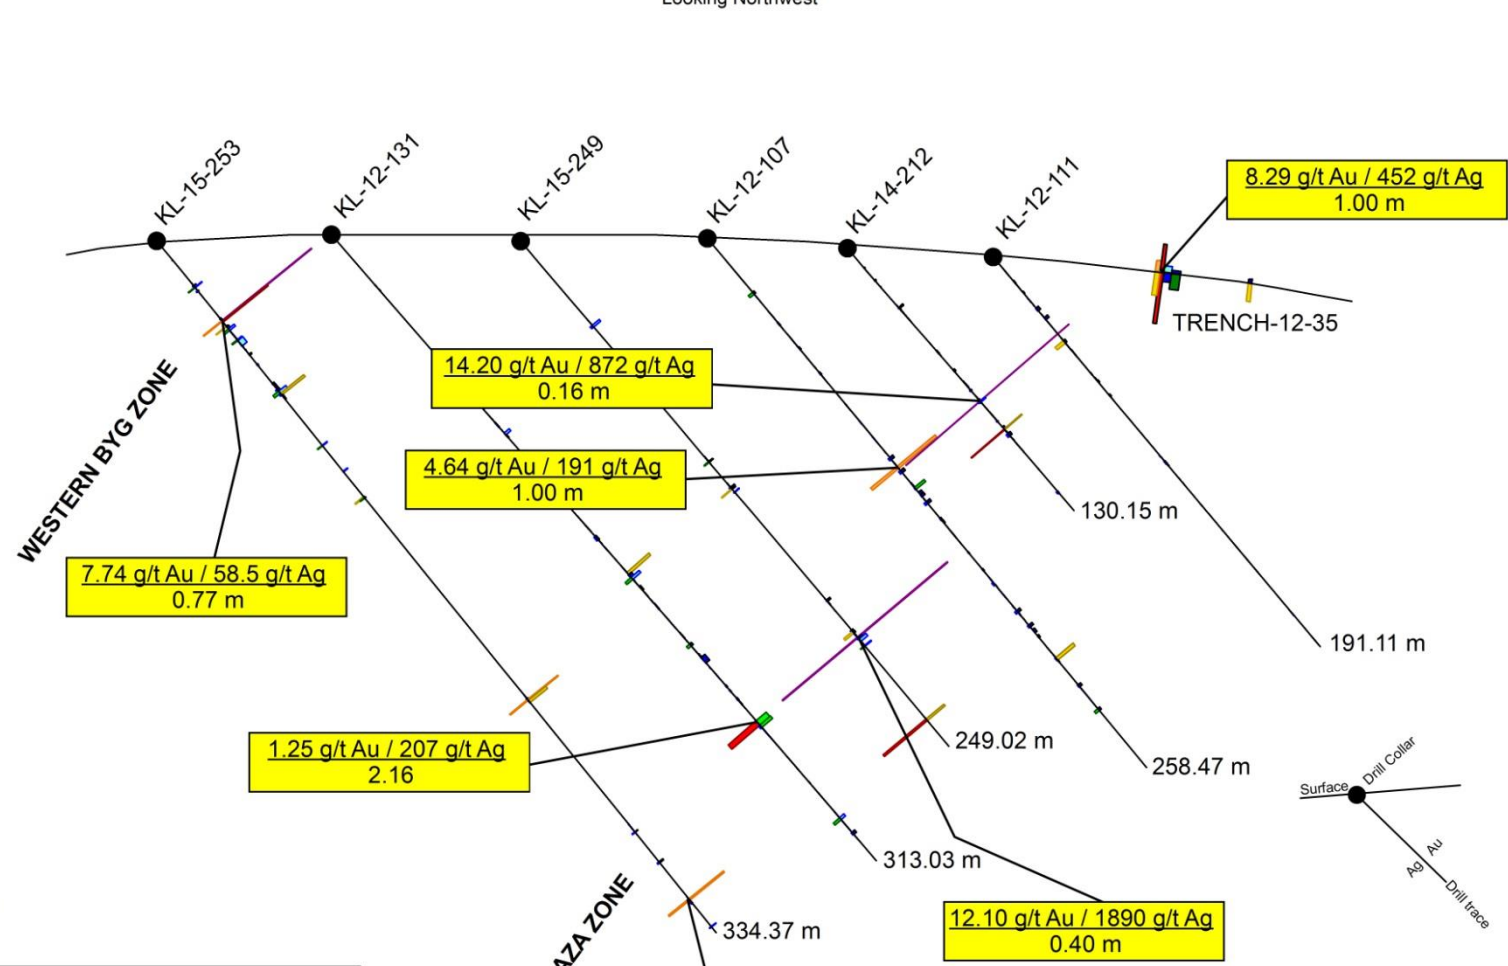 Looking Northwest
KL-15-253
KL-12-131
KL-15-249
KL-12-107
KL-14-212
KL-12-111
8.29 g/t Au / 452 g/t Ag
1.00 m
TRENCH-12-35
14.20 g/t Au / 872 g/t Ag
0.16 m
WESTERN BYG ZONE
4.64 g/t Au / 191 g/t Ag
1.00 m
130.15 m
7.74 g/t Au / 58.5 g/t Ag
0.77 m
191.11 m
1.25 g/t Au / 207 g/t Ag
2.16
249.02 m
258.47 m
Surface
Drill Collar
Au
Ag
Drill trace
313.03 m
334.37 m
AZA ZONE
12.10 g/t Au / 1890 g/t Ag
0.40 m